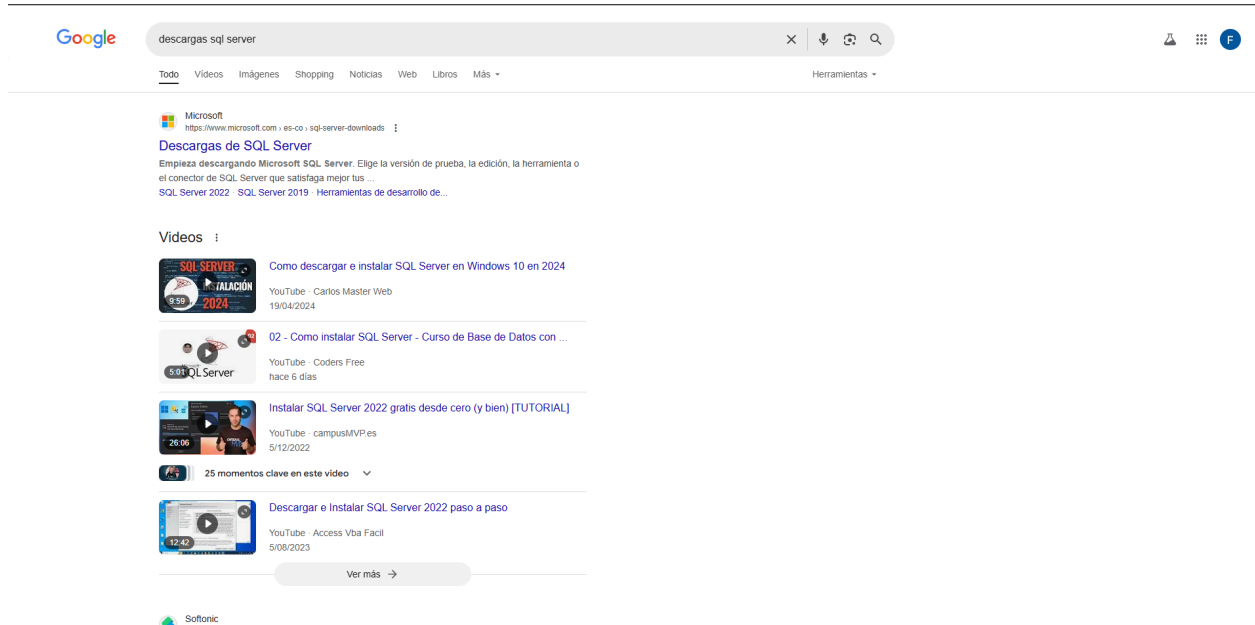 Google
descargas sql server
F
Todo Vídeos Imágenes Shopping Noticias Web Libros Más
Herramientas
Microsoft
https://www.microsoft.com › es-co › sql-server-downloads
Descargas de SQL Server
Empieza descargando Microsoft SQL Server. Elige la versión de prueba, la edición, la herramienta o
el conector de SQL Server que satisfaga mejor tus ...
SQL Server 2022 · SQL Server 2019 · Herramientas de desarrollo de...
Videos
SQL SERVER
INSTALACIÓN
2024
9:59
Como descargar e instalar SQL Server en Windows 10 en 2024
YouTube · Carlos Master Web
19/04/2024
02
SQL Server
5:01
02 - Como instalar SQL Server - Curso de Base de Datos con ...
YouTube · Coders Free
hace 6 días
26:06
Instalar SQL Server 2022 gratis desde cero (y bien) [TUTORIAL]
YouTube · campusMVP.es
5/12/2022
25 momentos clave en este video
12:42
Descargar e Instalar SQL Server 2022 paso a paso
YouTube · Access Vba Facil
5/08/2023
Ver más
Softonic